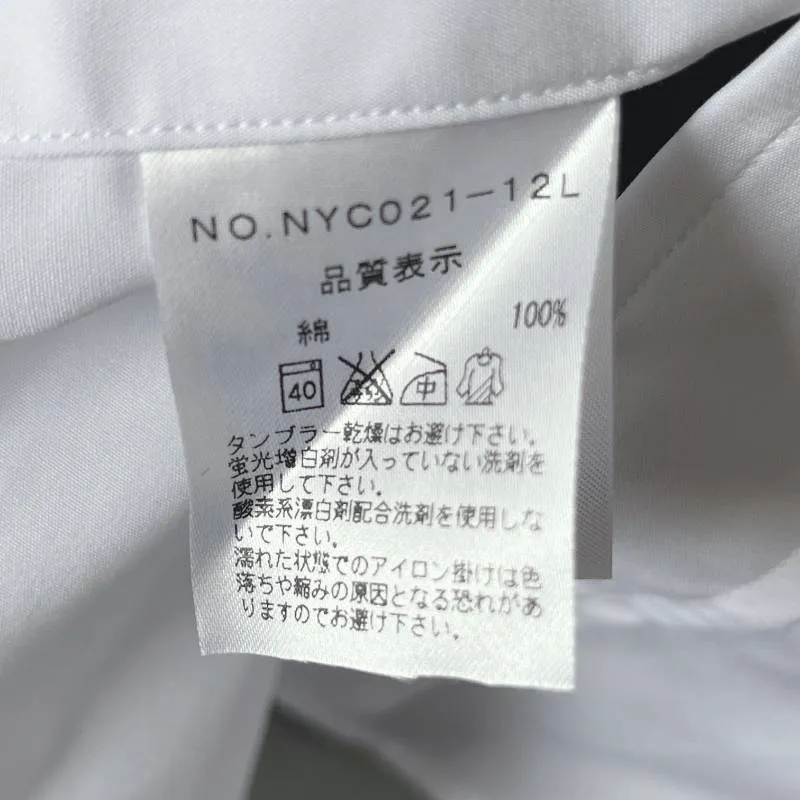 NO.NYC021-12L
品質表示
綿 100%
40 中
タンブラー乾燥はお避け下さい。
蛍光増白剤が入っていない洗剤を
使用して下さい。
酸素系漂白剤配合洗剤を使用しな
いで下さい。
濡れた状態でのアイロン掛けは色
落ちや縮みの原因となる恐れがあ
りますのでお避け下さい。